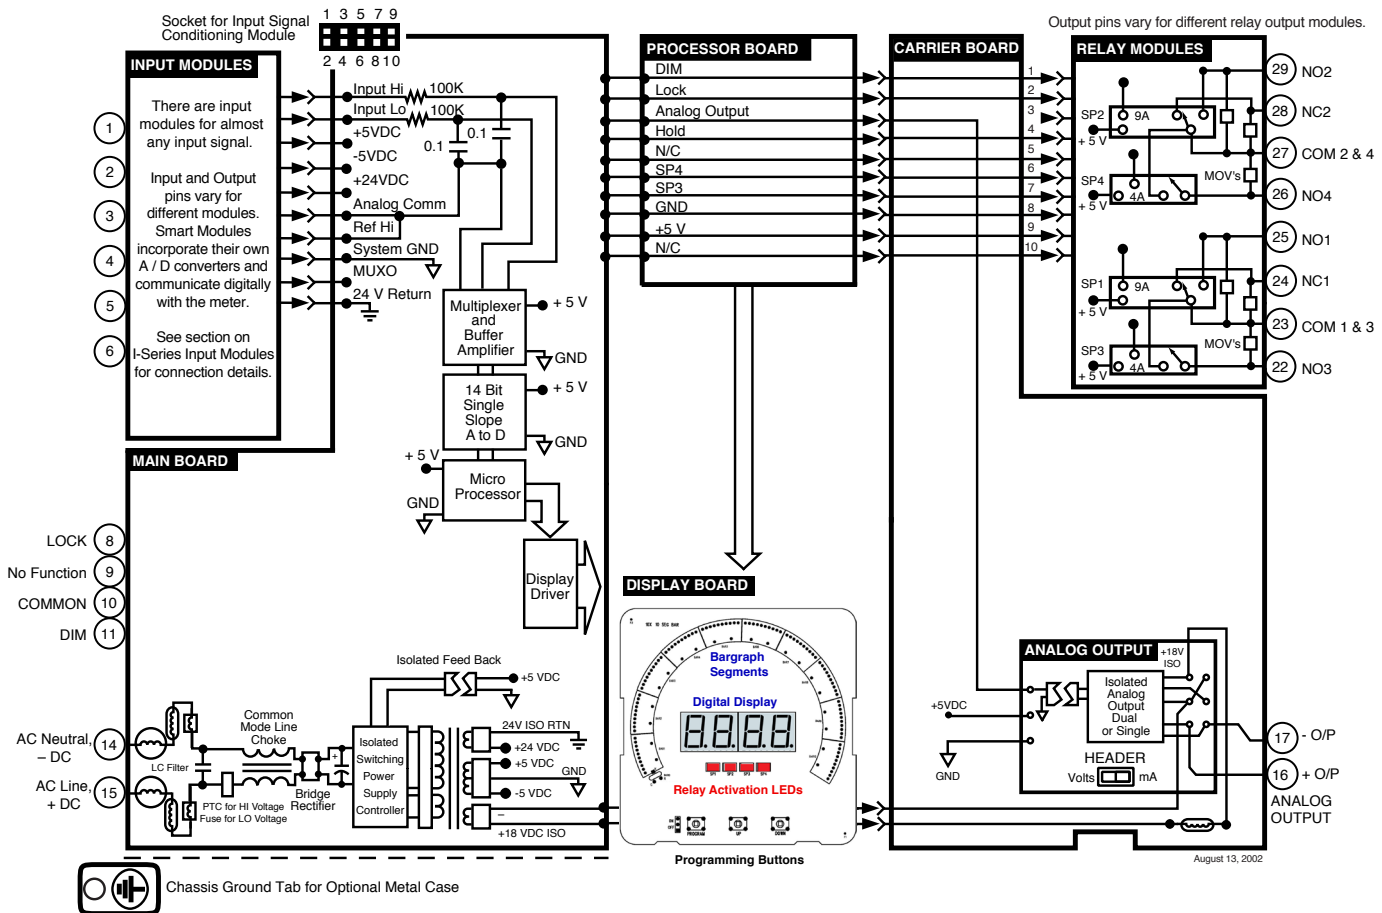 Socket for Input Signal
Conditioning Module
1 3 5 7 9
2 4 6 8 10
Output pins vary for different relay output modules.
INPUT MODULES
There are input
modules for almost
any input signal.
Input and Output
pins vary for
different modules.
Smart Modules
incorporate their own
A / D converters and
communicate digitally
with the meter.
See section on
I-Series Input Modules
for connection details.
1
2
3
4
5
6
Input Hi
100K
Input Lo
100K
+5VDC
0.1
0.1
-5VDC
+24VDC
Analog Comm
Ref Hi
System GND
MUXO
24 V Return
Multiplexer
and
Buffer
Amplifier
+ 5 V
GND
14 Bit
Single
Slope
A to D
+ 5 V
GND
+ 5 V
Micro
Processor
GND
Display
Driver
PROCESSOR BOARD
DIM
Lock
Analog Output
Hold
N/C
SP4
SP3
GND
+5 V
N/C
CARRIER BOARD
1
2
3
4
5
6
7
8
9
10
RELAY MODULES
SP2
9A
+ 5 V
SP4
4A
+ 5 V
MOV's
SP1
9A
+ 5 V
SP3
4A
+ 5 V
MOV's
29 NO2
28 NC2
27 COM 2 & 4
26 NO4
25 NO1
24 NC1
23 COM 1 & 3
22 NO3
MAIN BOARD
LOCK 8
No Function 9
COMMON 10
DIM 11
AC Neutral,
– DC
14
AC Line,
+ DC
15
LC Filter
Common
Mode Line
Choke
PTC for HI Voltage
Fuse for LO Voltage
Bridge
Rectifier
+
Isolated Feed Back
+5 VDC
Isolated
Switching
Power
Supply
Controller
24V ISO RTN
+24 VDC
+5 VDC
GND
-5 VDC
–
+18 VDC ISO
Chassis Ground Tab for Optional Metal Case
DISPLAY BOARD
Bargraph
Segments
Digital Display
8.8.8.8.
SP1 SP2 SP3 SP4
Relay Activation LEDs
ON
OFF
PROGRAM
UP
DOWN
Programming Buttons
ANALOG OUTPUT
+18V
ISO
+5VDC
GND
Isolated
Analog
Output
Dual
or Single
HEADER
Volts
mA
17 - O/P
16 + O/P
ANALOG
OUTPUT
August 13, 2002